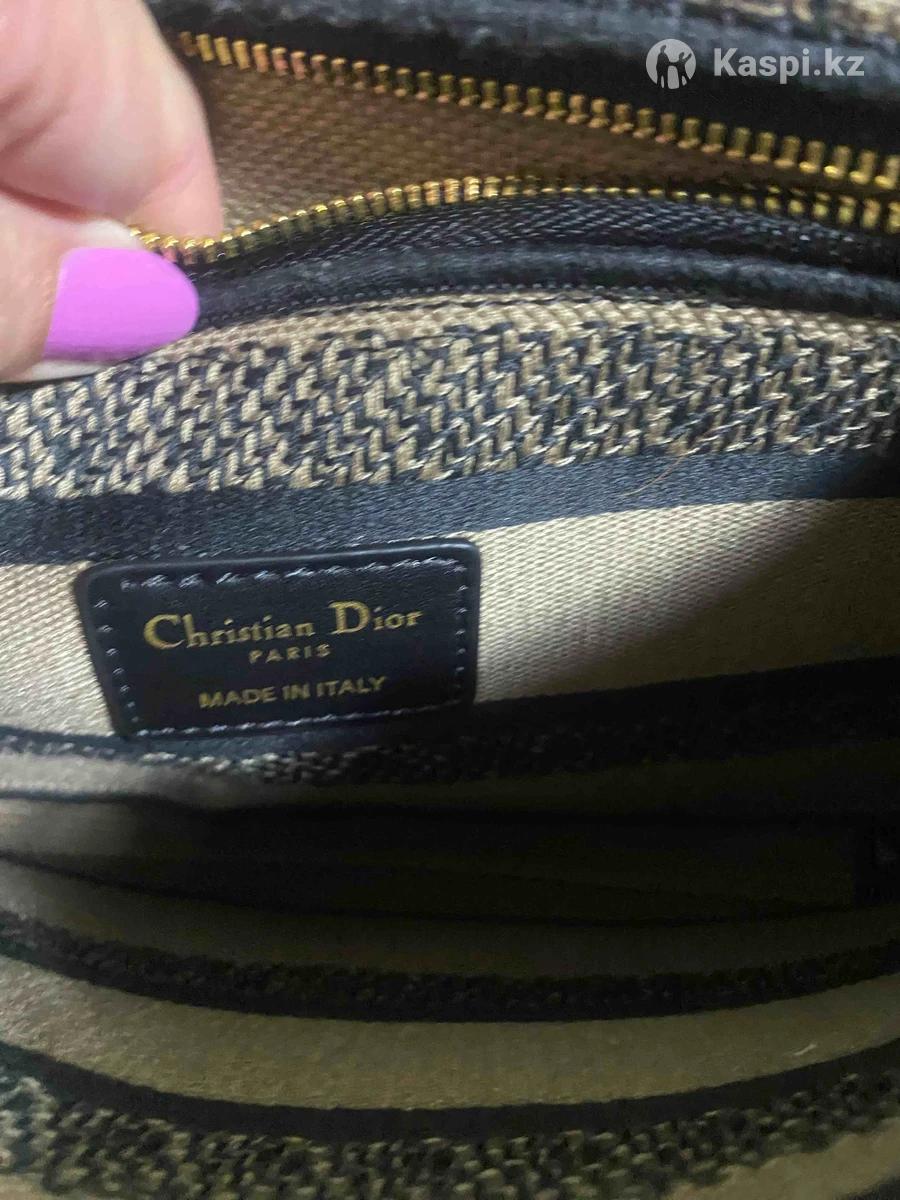 Kaspi.kz
Christian Dior
PARIS
MADE IN ITALY